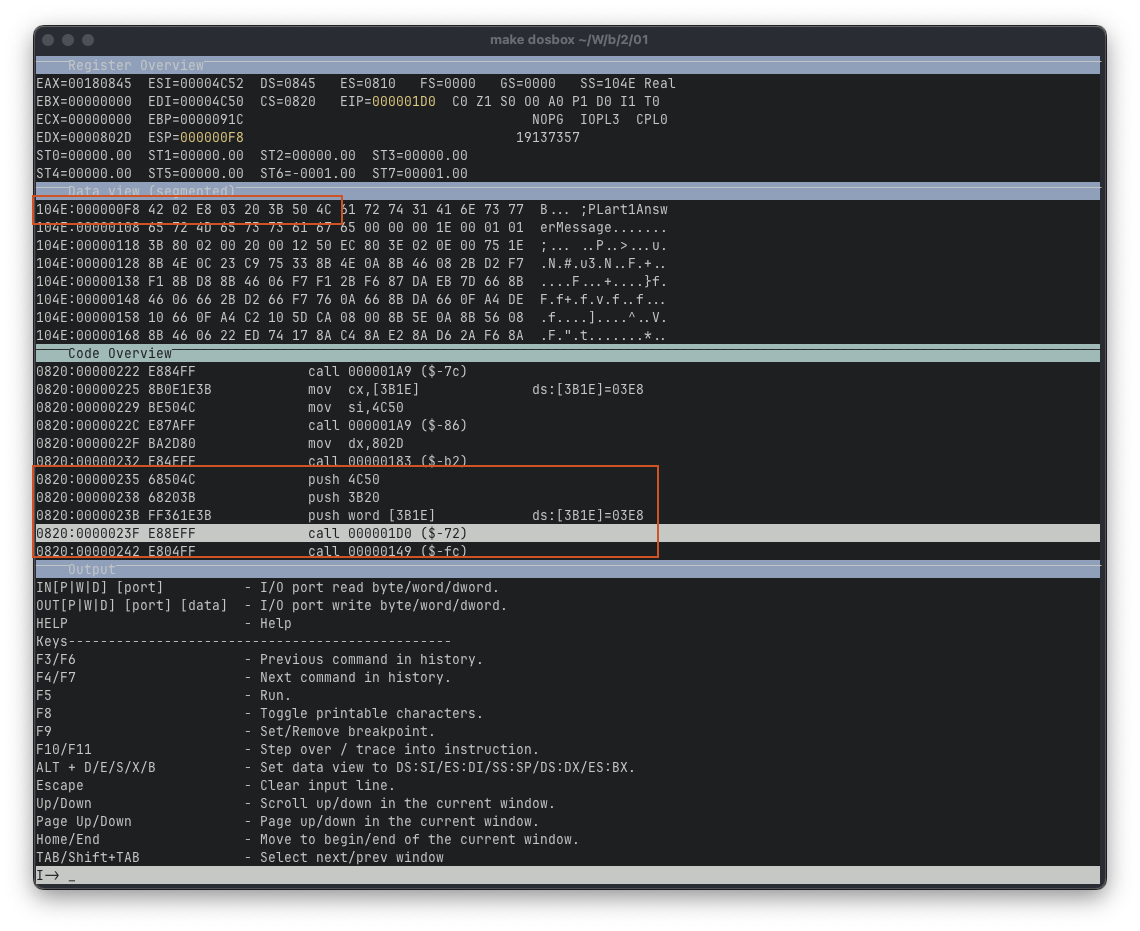 make dosbox ~/W/b/2/01
Register Overview
EAX=00180845 ESI=00004C52 DS=0845 ES=0810 FS=0000 GS=0000 SS=104E Real
EBX=00000000 EDI=00004C50 CS=0820 EIP=000001D0 C0 Z1 S0 O0 A0 P1 D0 I1 T0
ECX=00000000 EBP=0000091C NOPG IOPL3 CPL0
EDX=0000802D ESP=000000F8 19137357
ST0=00000.00 ST1=00000.00 ST2=00000.00 ST3=00000.00
ST4=00000.00 ST5=00000.00 ST6=-0001.00 ST7=00001.00
Data view (segmented)
104E:000000F8 42 02 E8 03 20 3B 50 4C 61 72 74 31 41 6E 73 77 B... ;PLart1Answ
104E:00000108 65 72 4D 65 73 73 61 67 65 00 00 00 1E 00 01 01 erMessage.......
104E:00000118 3B 80 02 00 20 00 12 50 EC 80 3E 02 0E 00 75 1E ;... ..P..>...u.
104E:00000128 8B 4E 0C 23 C9 75 33 8B 4E 0A 8B 46 08 2B D2 F7 .N.#.u3.N..F.+..
104E:00000138 F1 8B D8 8B 46 06 F7 F1 2B F6 87 DA EB 7D 66 8B ....F...+....}f.
104E:00000148 46 06 66 2B D2 66 F7 76 0A 66 8B DA 66 0F A4 DE F.f+.f.v.f..f...
104E:00000158 10 66 0F A4 C2 10 5D CA 08 00 8B 5E 0A 8B 56 08 .f....]....^..V.
104E:00000168 8B 46 06 22 ED 74 17 8A C4 8A E2 8A D6 2A F6 8A .F.".t.......*..
Code Overview
0820:00000222 E884FF call 000001A9 ($-7c)
0820:00000225 8B0E1E3B mov cx,[3B1E] ds:[3B1E]=03E8
0820:00000229 BE504C mov si,4C50
0820:0000022C E87AFF call 000001A9 ($-86)
0820:0000022F BA2D80 mov dx,802D
0820:00000232 E84EFF call 00000183 ($-b2)
0820:00000235 68504C push 4C50
0820:00000238 68203B push 3B20
0820:0000023B FF361E3B push word [3B1E] ds:[3B1E]=03E8
0820:0000023F E88EFF call 000001D0 ($-72)
0820:00000242 E804FF call 00000149 ($-fc)
Output
IN[P|W|D] [port] - I/O port read byte/word/dword.
OUT[P|W|D] [port] [data] - I/O port write byte/word/dword.
HELP - Help
Keys------------------------------------------------
F3/F6 - Previous command in history.
F4/F7 - Next command in history.
F5 - Run.
F8 - Toggle printable characters.
F9 - Set/Remove breakpoint.
F10/F11 - Step over / trace into instruction.
ALT + D/E/S/X/B - Set data view to DS:SI/ES:DI/SS:SP/DS:DX/ES:BX.
Escape - Clear input line.
Up/Down - Scroll up/down in the current window.
Page Up/Down - Page up/down in the current window.
Home/End - Move to begin/end of the current window.
TAB/Shift+TAB - Select next/prev window
I-> _